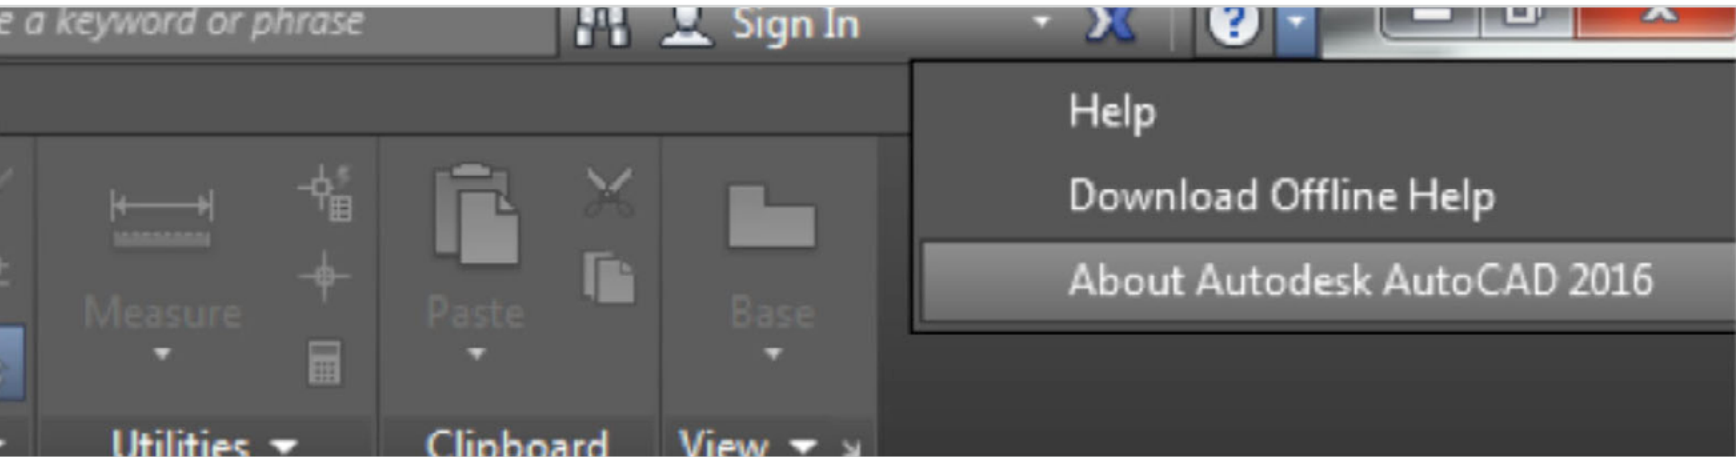 e a keyword or phrase
Sign In
?
Help
Download Offline Help
About Autodesk AutoCAD 2016
Measure
Paste
Base
Utilities
Clipboard
View